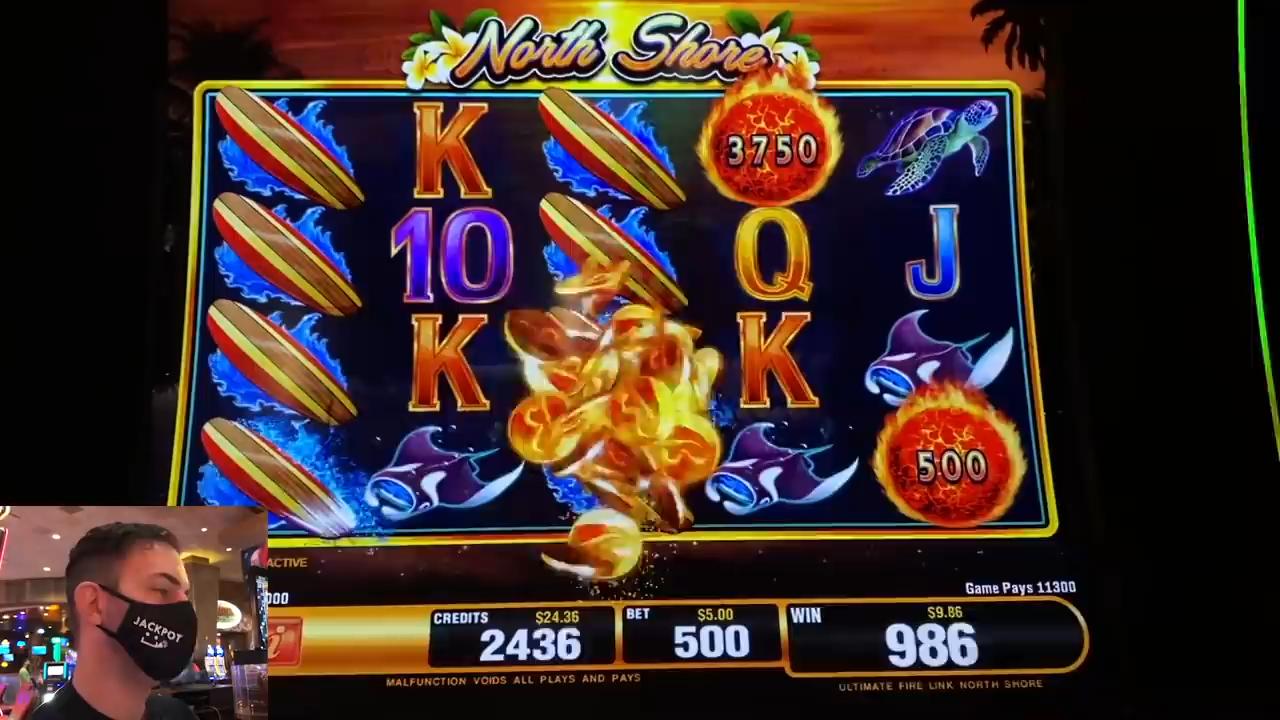 North Shore
K
3750
10
Q
J
K
K
500
ACTIVE
000
Game Pays 11300
CREDITS $24.36
2436
BET $5.00
500
WIN $9.86
986
i
JACKPOT
MALFUNCTION VOIDS ALL PLAYS AND PAYS
ULTIMATE FIRE LINK NORTH SHORE